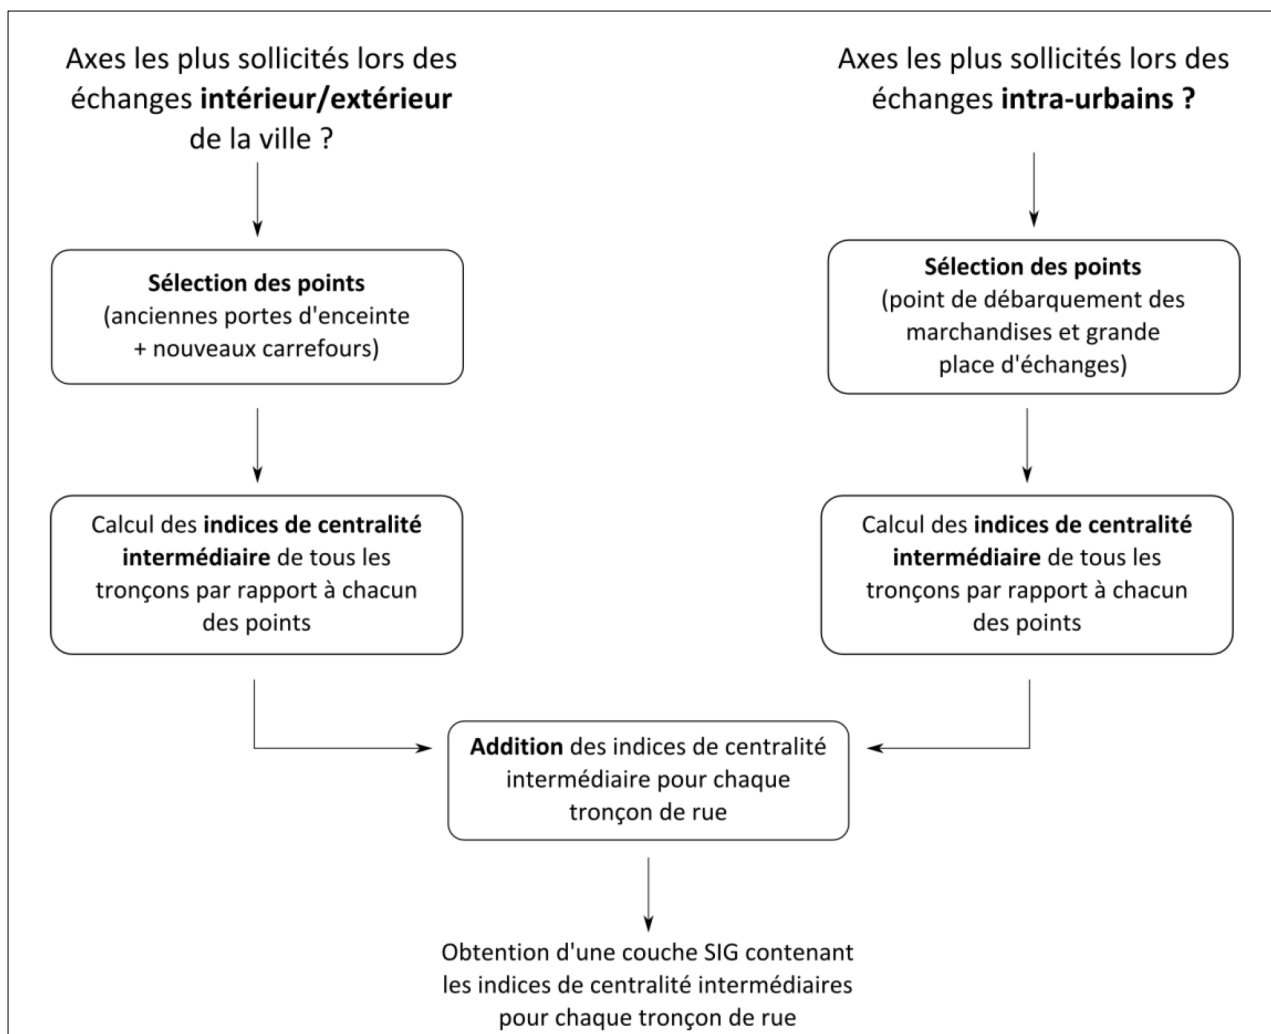 Axes les plus sollicités lors des
échanges intérieur/extérieur
de la ville ?
Sélection des points
(anciennes portes d'enceinte
+ nouveaux carrefours)
Calcul des indices de centralité
intermédiaire de tous les
tronçons par rapport à chacun
des points
Axes les plus sollicités lors des
échanges intra-urbains ?
Sélection des points
(point de débarquement des
marchandises et grande
place d'échanges)
Calcul des indices de centralité
intermédiaire de tous les
tronçons par rapport à chacun
des points
Addition des indices de centralité
intermédiaire pour chaque
tronçon de rue
Obtention d'une couche SIG contenant
les indices de centralité intermédiaires
pour chaque tronçon de rue